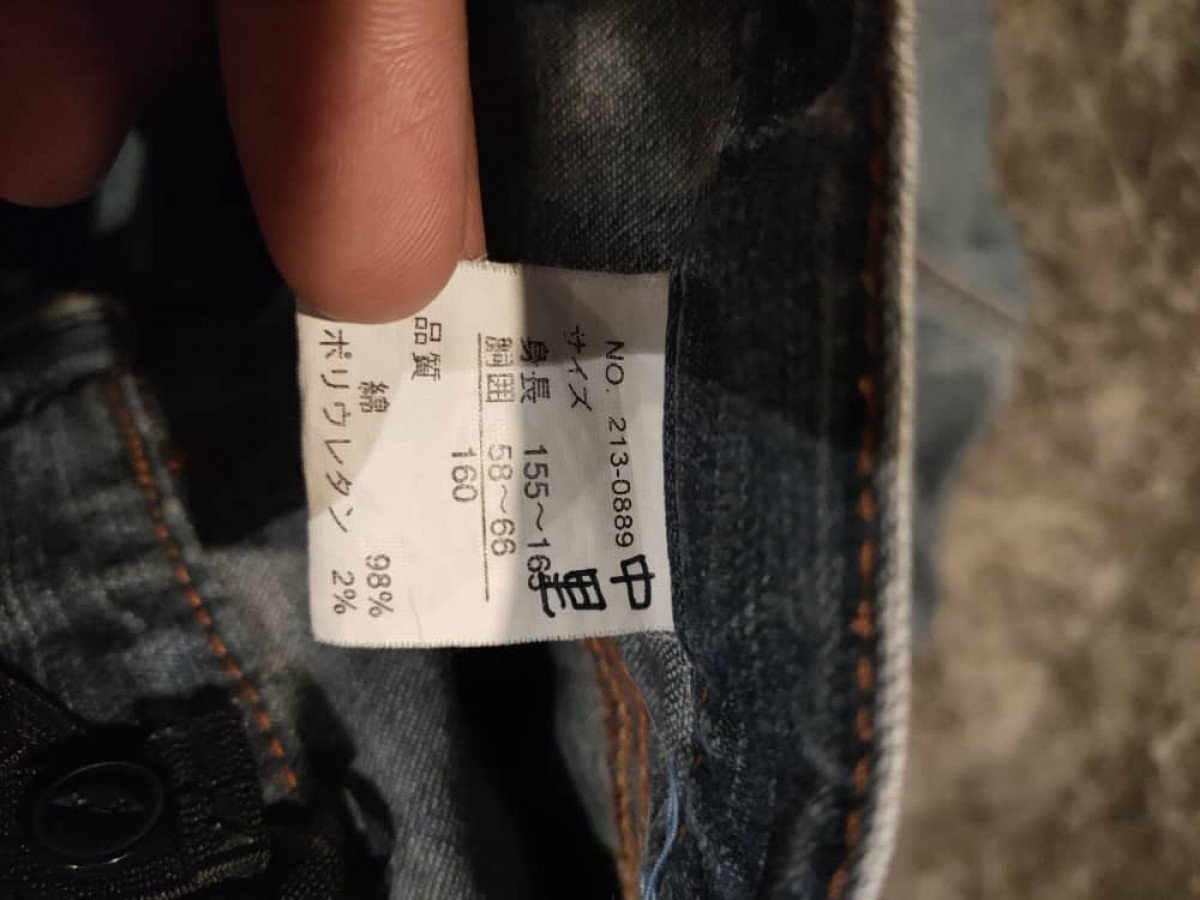 NO. 213-0889
サイズ
身長 155～165
胴囲 58～66
160
品質
綿 98%
ポリウレタン 2%
中里